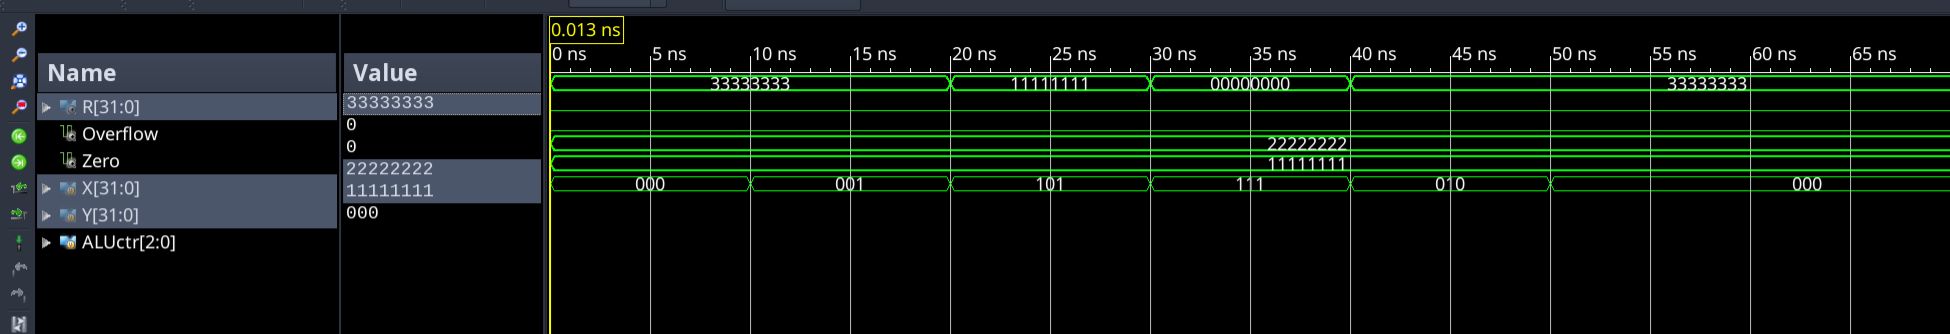 0.013 ns
0 ns 5 ns 10 ns 15 ns 20 ns 25 ns 30 ns 35 ns 40 ns 45 ns 50 ns 55 ns 60 ns 65 ns
Name Value
33333333 11111111 00000000 33333333
R[31:0] 33333333
Overflow 0
Zero 0
22222222
X[31:0] 22222222
11111111
Y[31:0] 11111111
000 001 101 111 010 000
ALUctr[2:0] 000